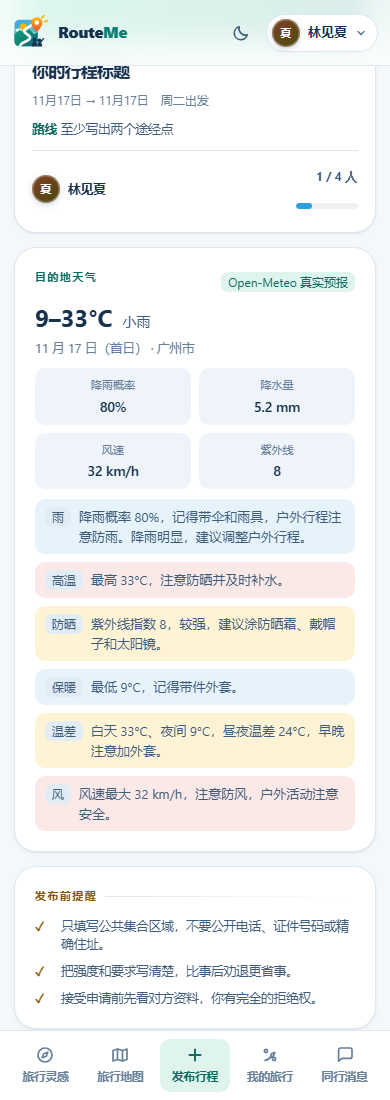 RouteMe
夏 林见夏
你的行程标题
11月17日 → 11月17日 周二出发
路线 至少写出两个途经点
夏 林见夏
1 / 4 人
目的地天气
Open-Meteo 真实预报
9–33°C 小雨
11 月 17 日（首日）· 广州市
降雨概率
80%
降水量
5.2 mm
风速
32 km/h
紫外线
8
雨 降雨概率 80%，记得带伞和雨具，户外行程注
意防雨。降雨明显，建议调整户外行程。
高温 最高 33°C，注意防晒并及时补水。
防晒 紫外线指数 8，较强，建议涂防晒霜、戴帽
子和太阳镜。
保暖 最低 9°C，记得带件外套。
温差 白天 33°C、夜间 9°C，昼夜温差 24°C，早晚
注意加外套。
风 风速最大 32 km/h，注意防风，户外活动注意
安全。
发布前提醒
✓ 只填写公共集合区域，不要公开电话、证件号码或精
确住址。
✓ 把强度和要求写清楚，比事后劝退更省事。
✓ 接受申请前先看对方资料，你有完全的拒绝权。
旅行灵感
旅行地图
发布行程
我的旅行
同行消息